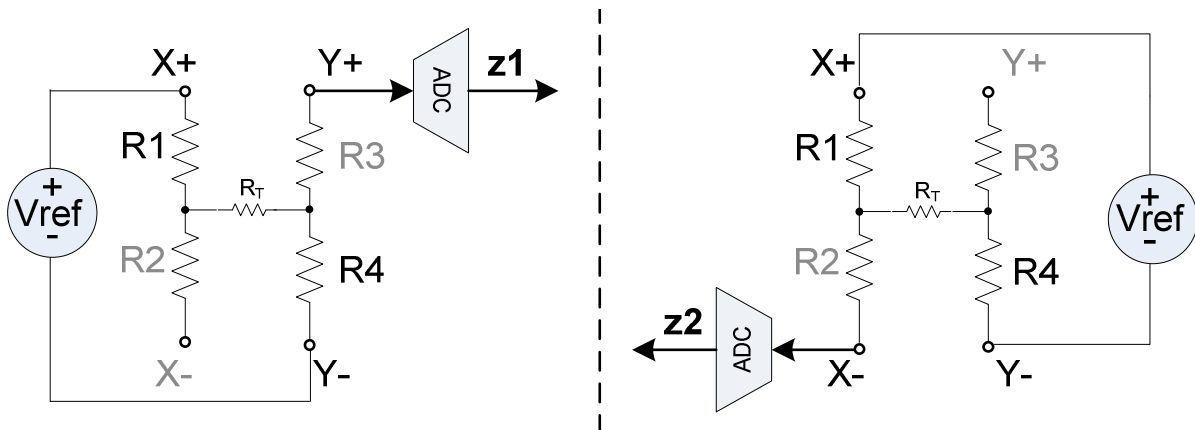 X+
Y+
ADC
z1
R1
R3
RT
+
Vref
-
R2
R4
X-
Y-
X+
Y+
R1
R3
RT
+
Vref
-
R2
R4
z2
ADC
X-
Y-